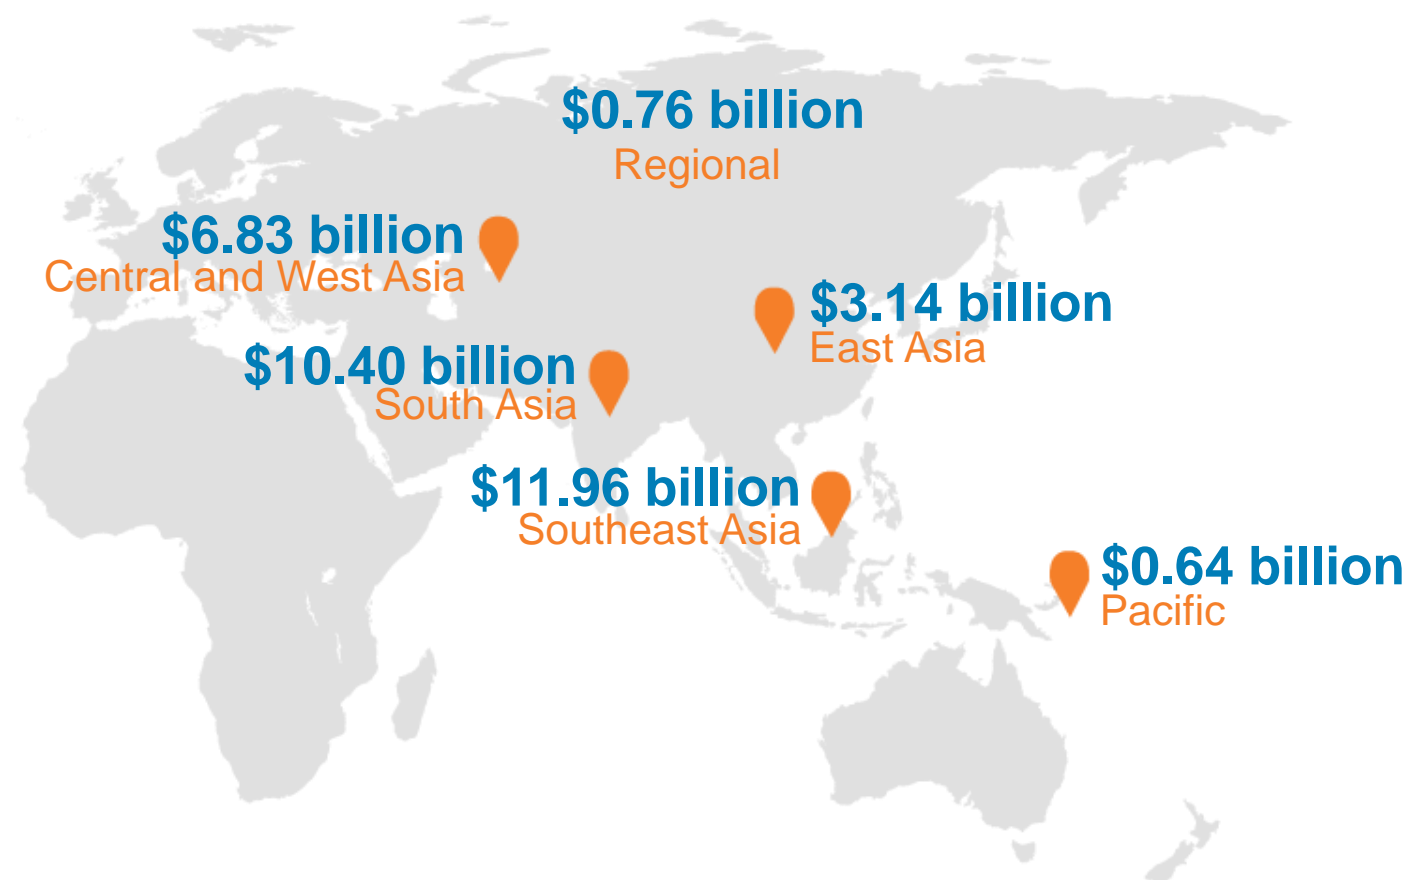 $0.76 billion
Regional
$6.83 billion
Central and West Asia
$3.14 billion
East Asia
$10.40 billion
South Asia
$11.96 billion
Southeast Asia
$0.64 billion
Pacific